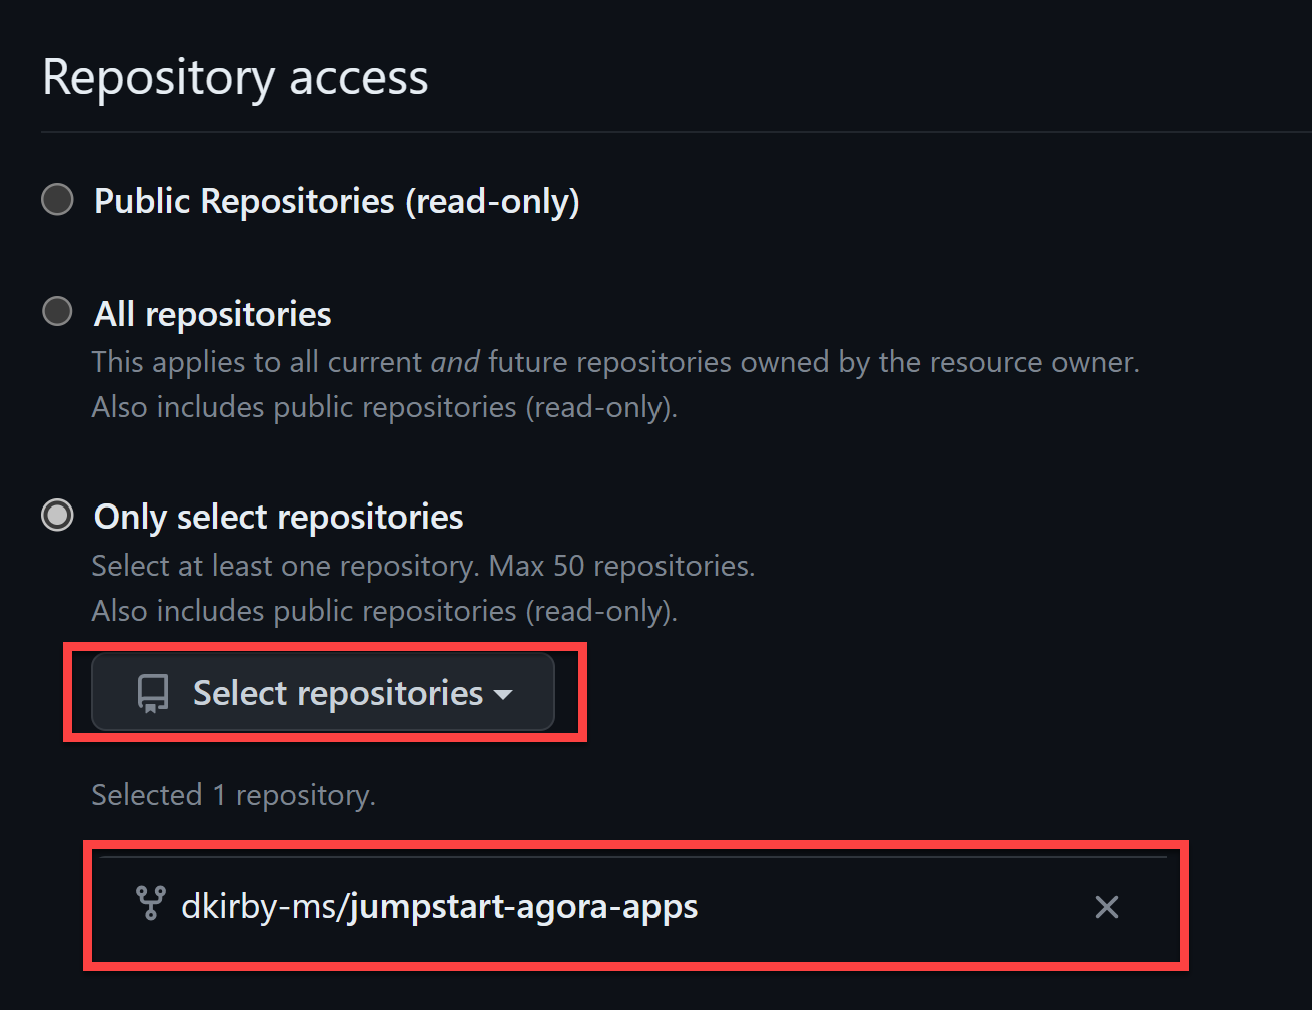 Repository access
Public Repositories (read-only)
All repositories
This applies to all current and future repositories owned by the resource owner.
Also includes public repositories (read-only).
Only select repositories
Select at least one repository. Max 50 repositories.
Also includes public repositories (read-only).
Select repositories
Selected 1 repository.
dkirby-ms/jumpstart-agora-apps